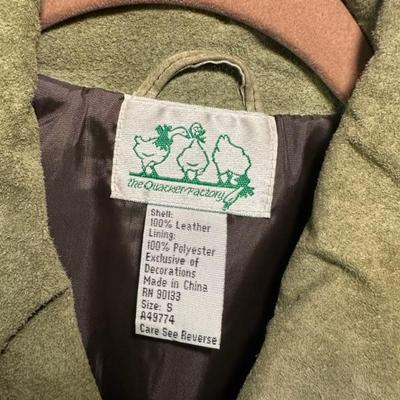 the Quacker Factory
Shell:
100% Leather
Lining:
100% Polyester
Exclusive of
Decorations
Made in China
RN 90133
Size: S
A49774
Care See Reverse